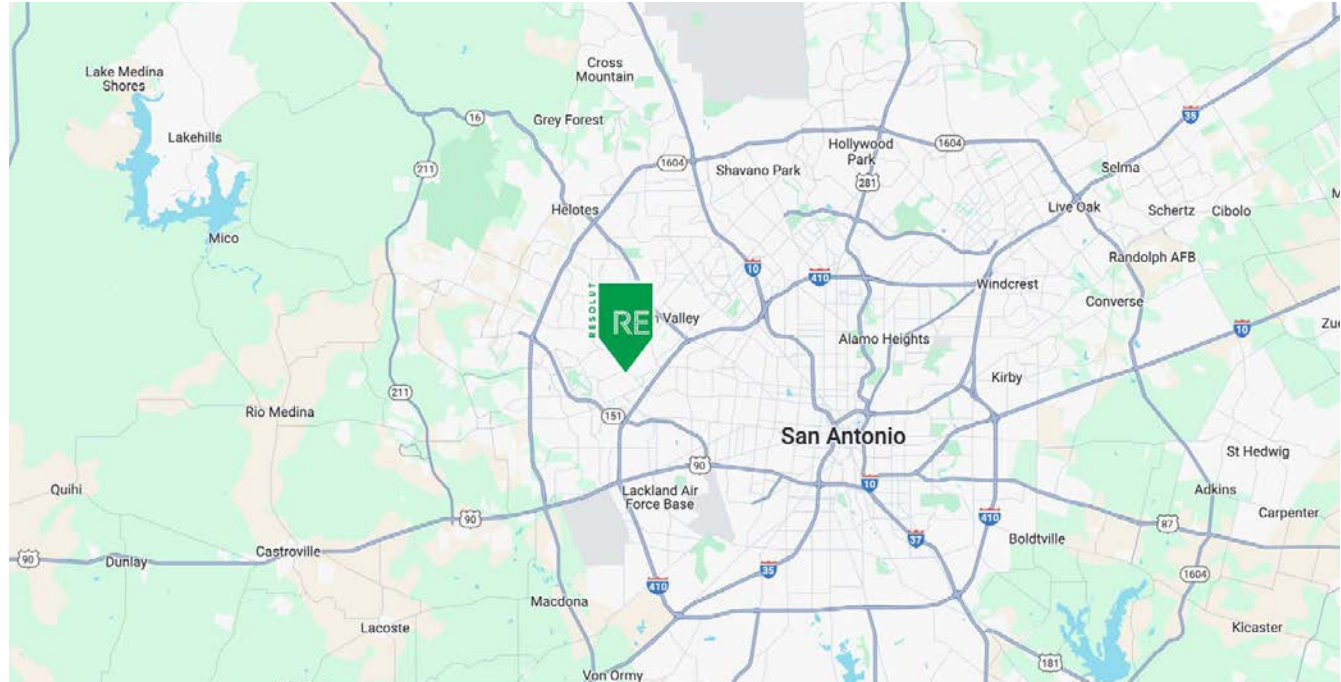 Cross
Mountain
Lake Medina
Shores
35
16
Grey Forest
Lakehills
Hollywood
Park
1604
1604
211
Shavano Park
Selma
281
Helotes
Live Oak
Schertz
Cibolo
Mico
Randolph AFB
10
410
Windcrest
RESOLUT
RE
Valley
Converse
10
Alamo Heights
Kirby
211
Rio Medina
151
San Antonio
St Hedwig
90
Quihi
Lackland Air
Force Base
10
Adkins
Carpenter
90
410
87
Boldtville
37
Castroville
90
Dunlay
35
1604
410
Macdona
Lacoste
Kicaster
181
Von Ormy